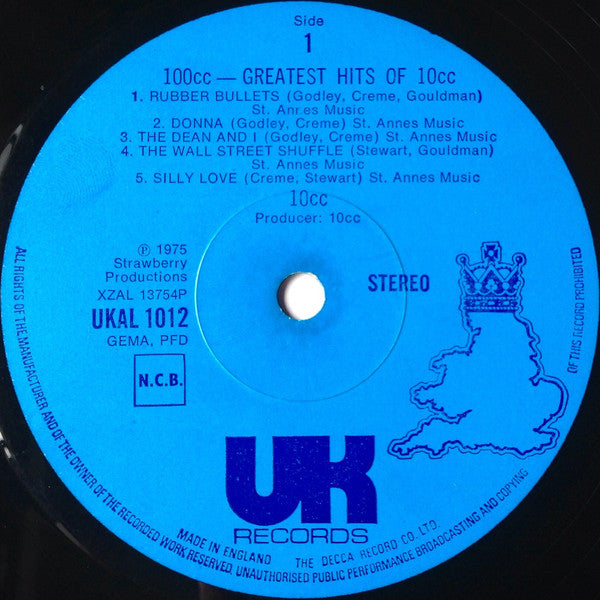 Side
1
100cc — GREATEST HITS OF 10cc
1. RUBBER BULLETS (Godley, Creme, Gouldman)
St. Annes Music
2. DONNA (Godley, Creme) St. Annes Music
3. THE DEAN AND I (Godley, Creme) St. Annes Music
4. THE WALL STREET SHUFFLE (Stewart, Gouldman)
St. Annes Music
5. SILLY LOVE (Creme, Stewart) St. Annes Music
10cc
Producer: 10cc
℗ 1975
Strawberry
Productions
XZAL 13754P
UKAL 1012
GEMA, PFD
N.C.B.
STEREO
UK
RECORDS
MADE IN ENGLAND THE DECCA RECORD CO. LTD.
ALL RIGHTS OF THE MANUFACTURER AND OF THE OWNER OF THE RECORDED WORK RESERVED. UNAUTHORISED PUBLIC PERFORMANCE BROADCASTING AND COPYING OF THIS RECORD PROHIBITED